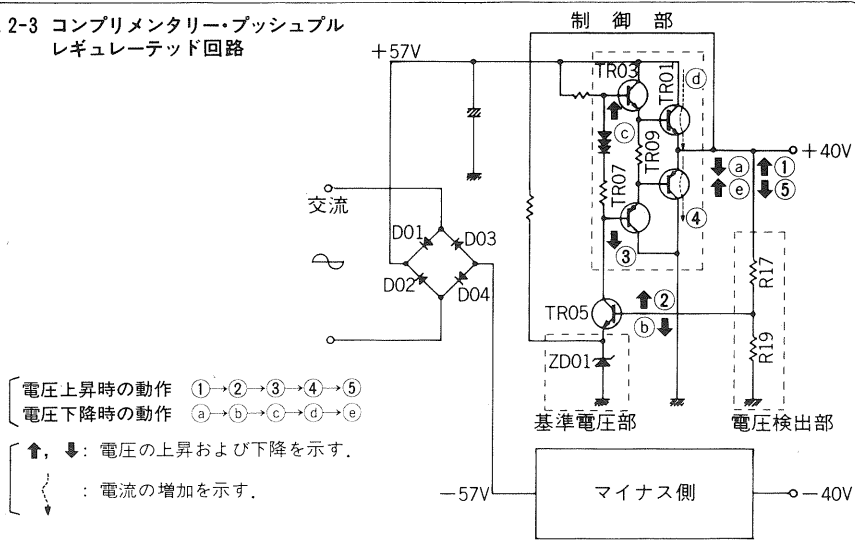 2-3 コンプリメンタリー・プッシュプル
レギュレーテッド回路
制御部
+57V
TR03
TR01
ⓓ
ⓒ
TR09
TR07
+40V
ⓐ ①
ⓔ ⑤
④
③
交流
D01
D03
D02
D04
R17
TR05
②
ⓑ
R19
ZD01
基準電圧部
電圧検出部
電圧上昇時の動作 ①→②→③→④→⑤
電圧下降時の動作 ⓐ→ⓑ→ⓒ→ⓓ→ⓔ
↑, ↓: 電圧の上昇および下降を示す.
: 電流の増加を示す.
-57V
マイナス側
-40V